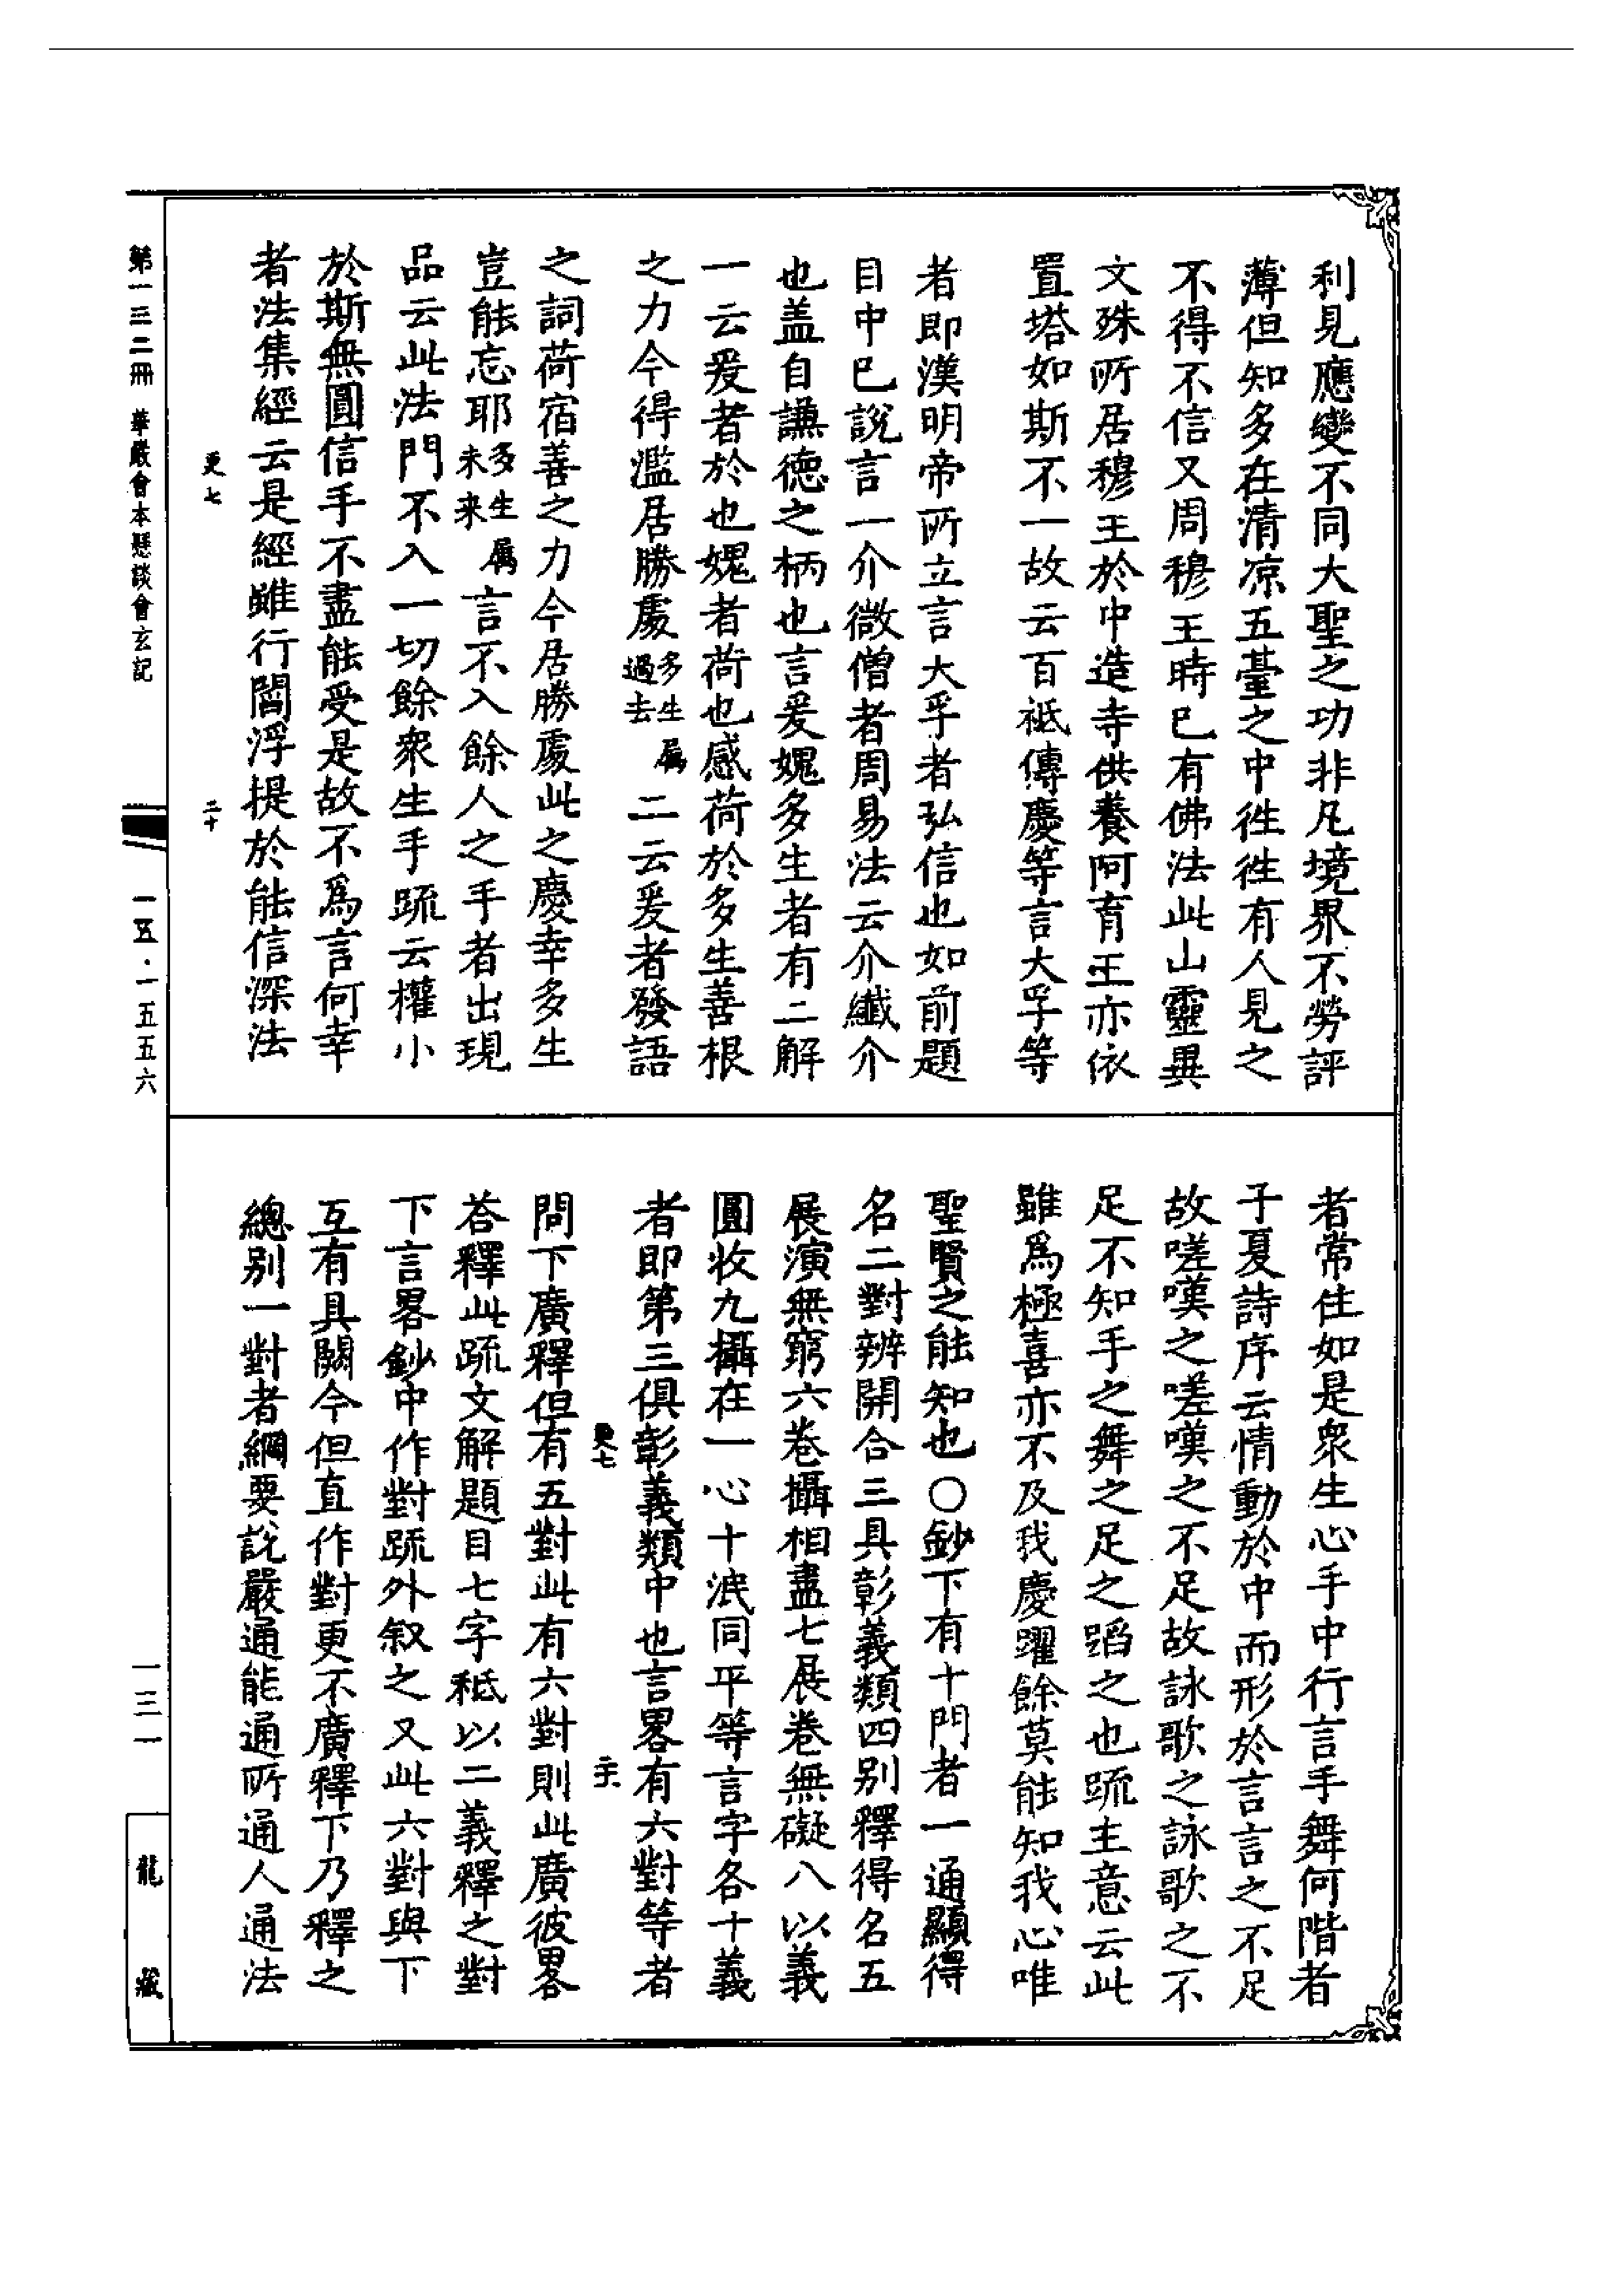 利見應變不同大聖之功非凡境界不勞評
薄但知多在清凉五臺之中徃徃有人見之
不得不信又周穆王時已有佛法此山靈異
文殊所居穆王於中造寺供養阿育王亦依
置塔如斯不一故云百祇傳慶等言大孚等
者即漢明帝所立言大孚者弘信也如前題
目中巳說言一介微僧者周易法云介纎介
也盖自謙德之柄也言爰媿多生者有二解
一云爰者於也媿者荷也感荷於多生善根
之力今得濫居勝處多生過去屬二云爰者發語
之詞荷宿善之力今居勝處此之慶幸多生
豈能忘耶多生未来屬言不入餘人之手者出現
品云此法門不入一切餘衆生手䟽云權小
於斯無圓信手不盡能受是故不爲言何幸
者法集經云是經雖行閻浮提於能信深法
更七 二十
第一三二冊 華嚴會本懸談會玄記
一五·一五五六
者常住如是衆生心手中行言手舞何階者
子夏詩序云情動於中而形於言言之不足
故嗟嘆之嗟嘆之不足故詠歌之詠歌之不
足不知手之舞之足之蹈之也䟽主意云此
雖爲極喜亦不及我慶躍餘莫能知我心唯
聖賢之能知也○鈔下有十門者一通顯得
名二對辨開合三具彰義類四别釋得名五
展演無窮六卷攝相盡七展卷無礙八以義
圓收九攝在一心十泯同平等言字各十義
者即第三俱彰義類中也言畧有六對等者
更七 二十
問下廣釋但有五對此有六對則此廣彼畧
荅釋此䟽文解題目七字秪以二義釋之對
下言畧鈔中作對䟽外叙之又此六對與下
互有具闕今但直作對更不廣釋下乃釋之
總别一對者綱要說嚴通能通所通人通法
一三一
龍藏